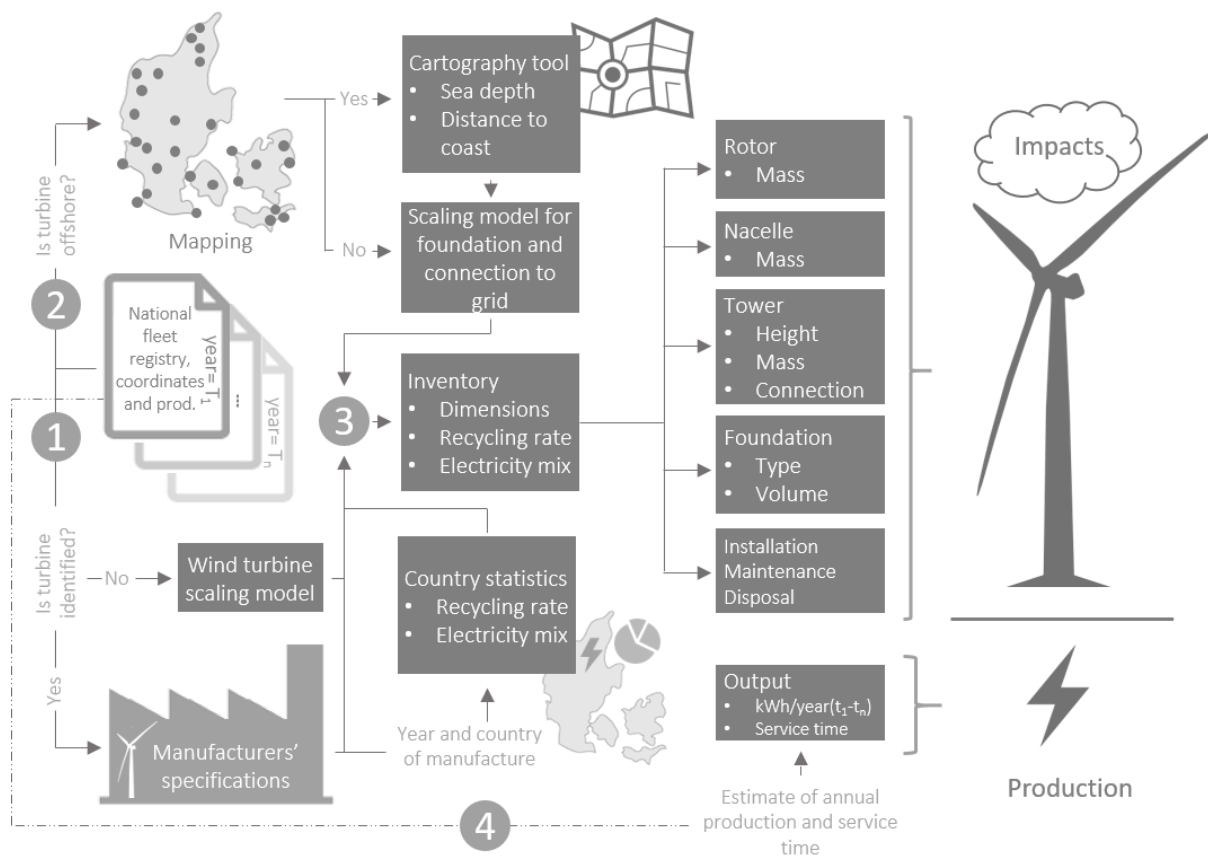 Is turbine
offshore?
Mapping
Yes
No
Cartography tool
• Sea depth
• Distance to
coast
Scaling model for
foundation and
connection to
grid
2
National
fleet
registry,
coordinates
and prod.
year= T1
...
year= Tn
1
3
Inventory
• Dimensions
• Recycling rate
• Electricity mix
Is turbine
identified?
No
Wind turbine
scaling model
Yes
Manufacturers'
specifications
Country statistics
• Recycling rate
• Electricity mix
Year and country
of manufacture
Rotor
• Mass
Nacelle
• Mass
Tower
• Height
• Mass
• Connection
Foundation
• Type
• Volume
Installation
Maintenance
Disposal
Impacts
Output
• kWh/year(t1-tn)
• Service time
Production
4
Estimate of annual
production and service
time